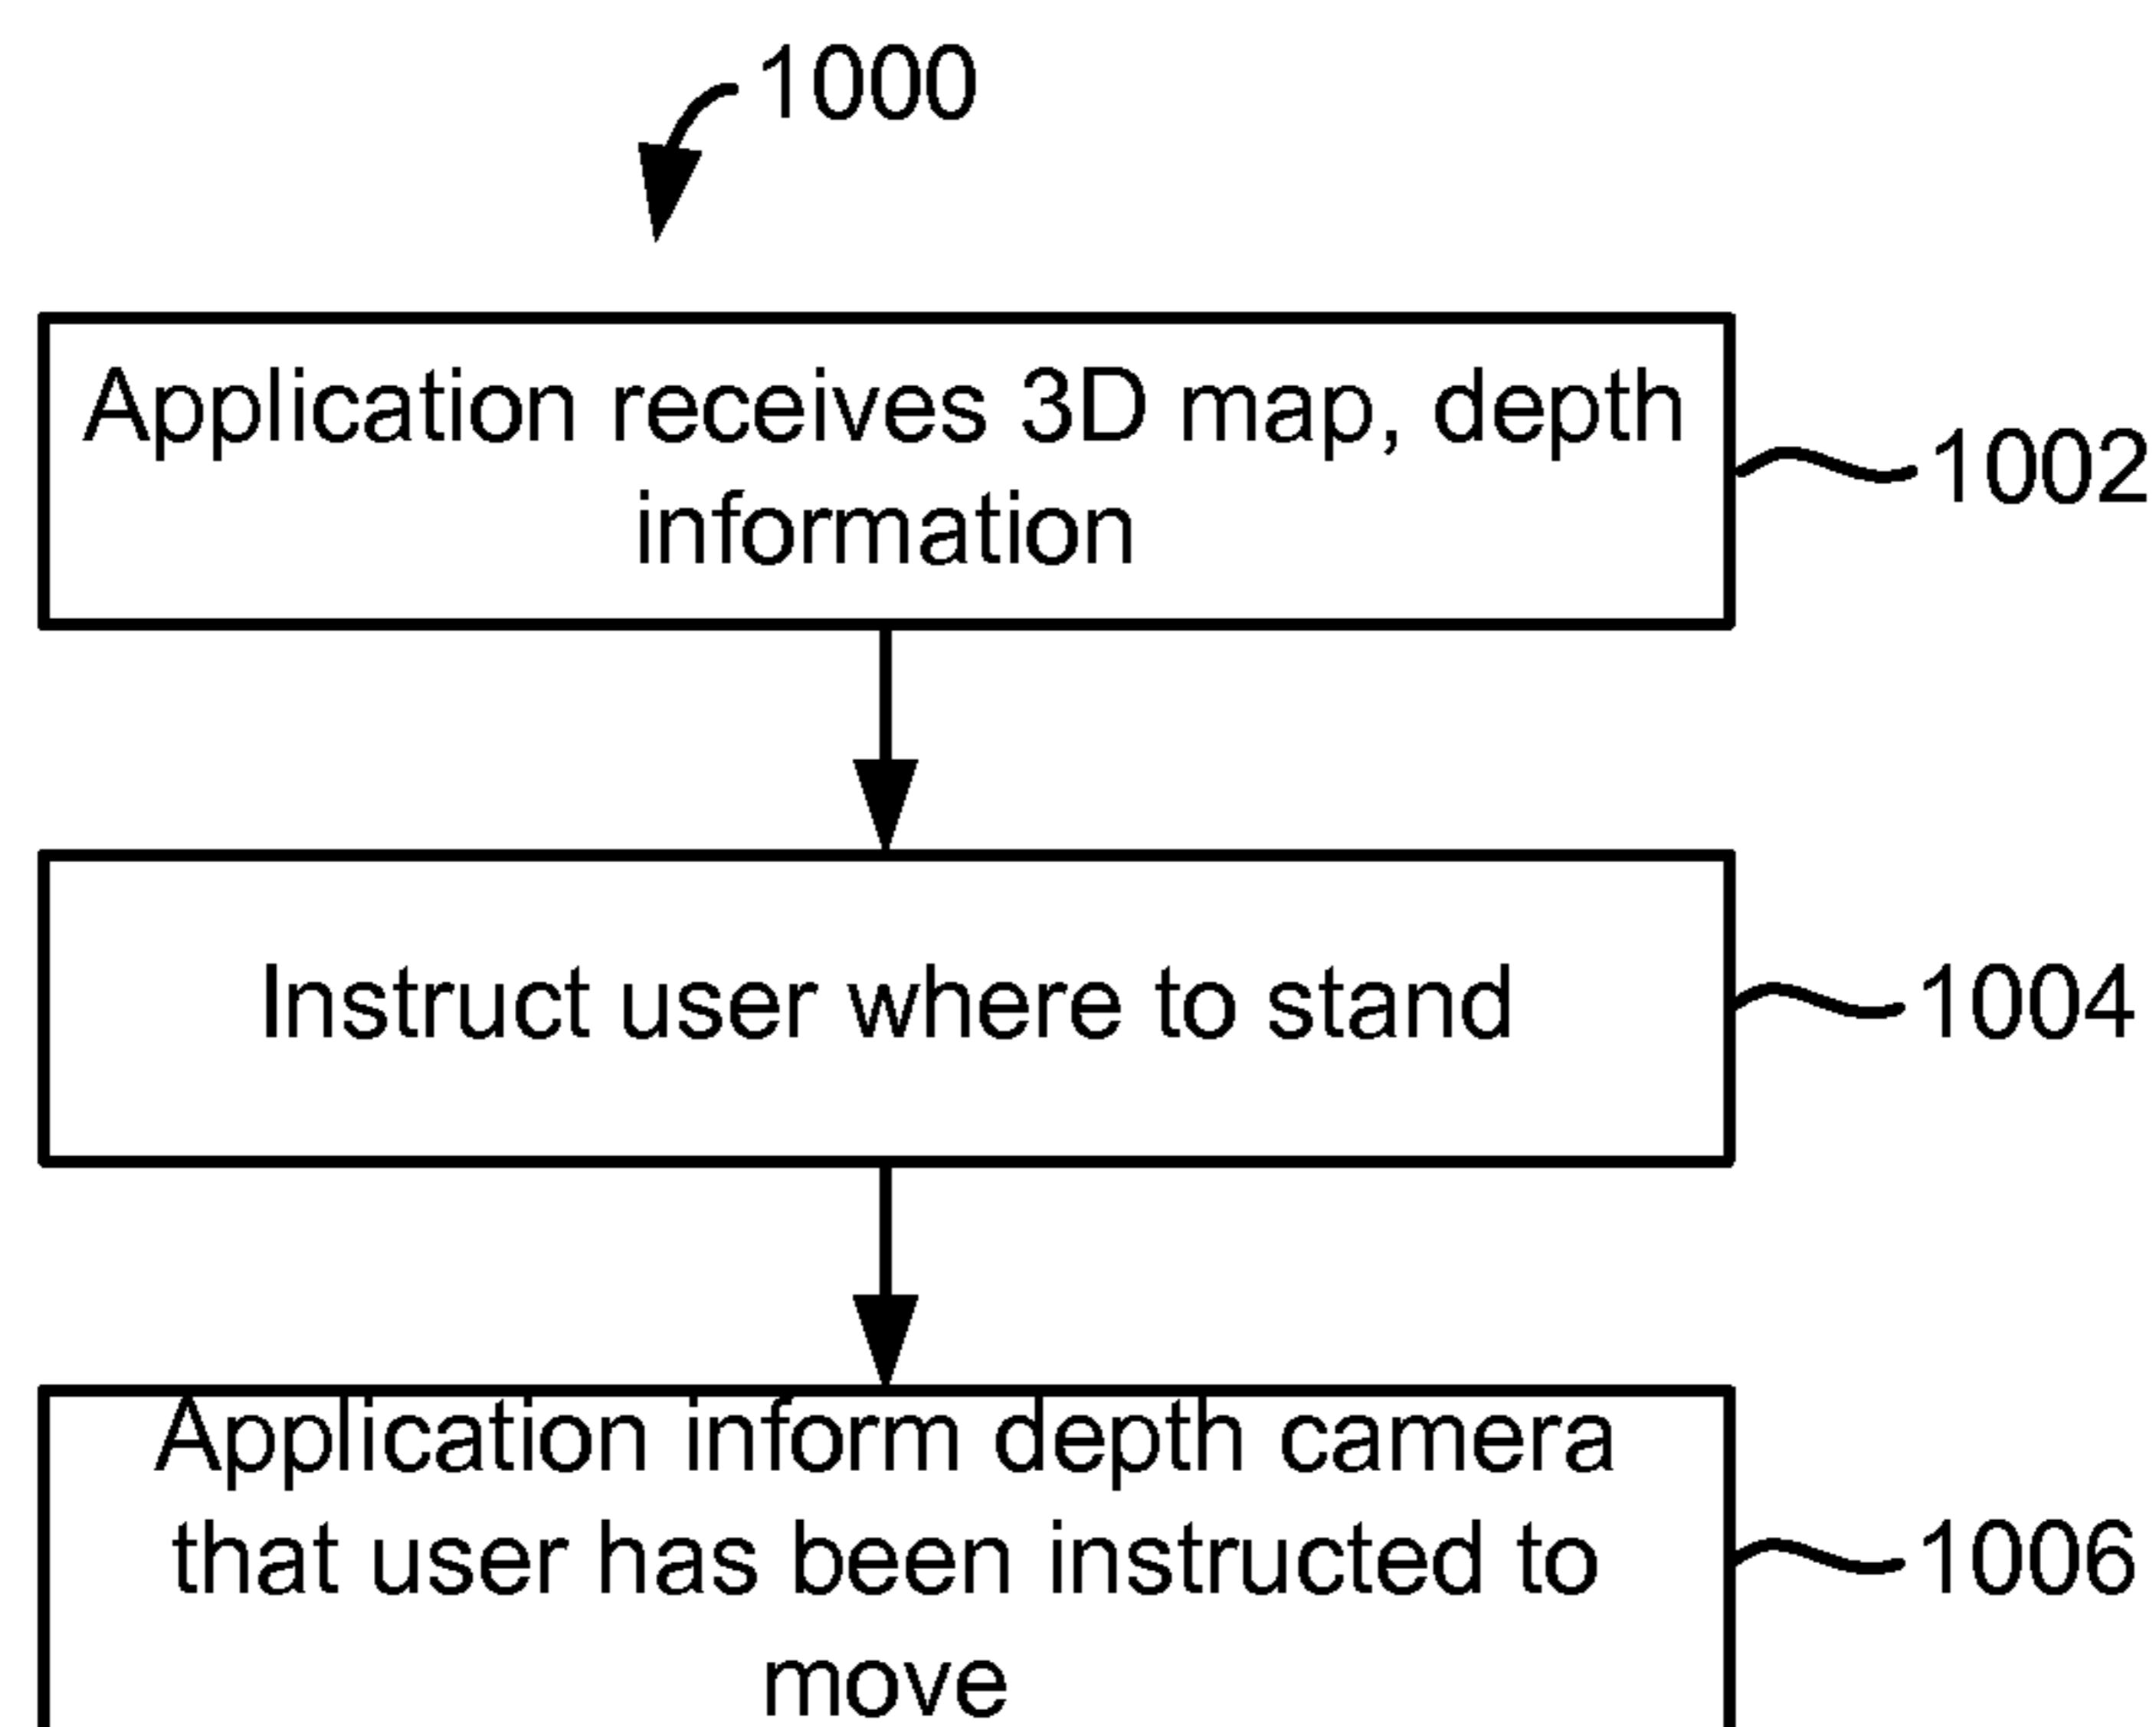 1000
Application receives 3D map, depth
information
1002
Instruct user where to stand
1004
Application inform depth camera
that user has been instructed to
move
1006